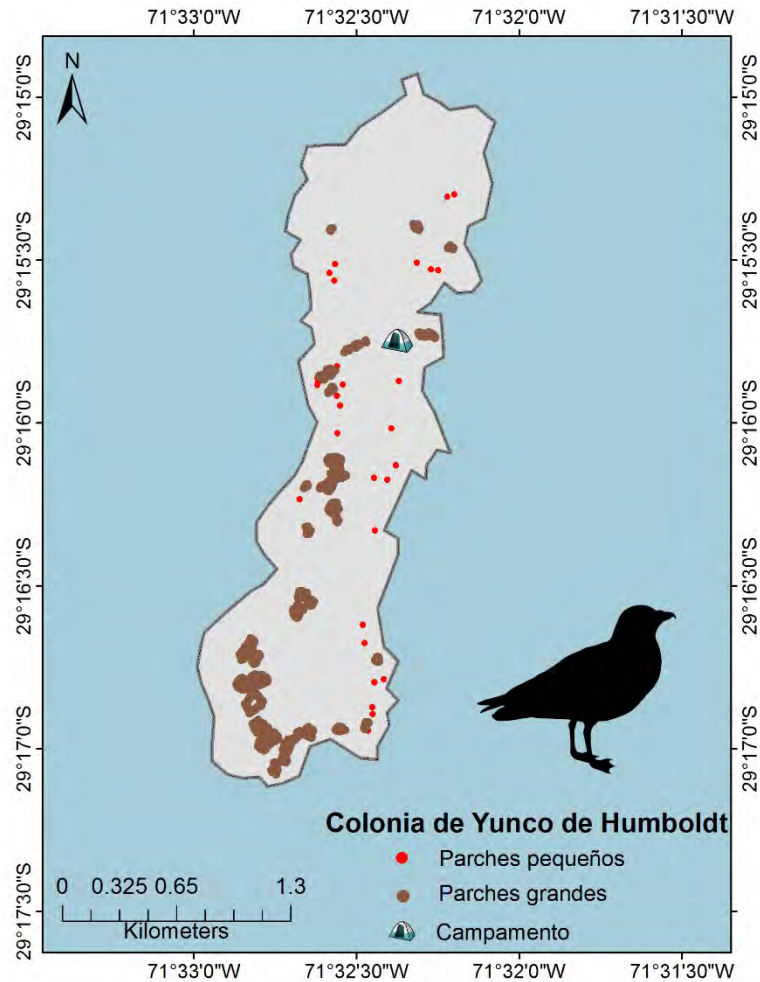 71°33'0"W 71°32'30"W 71°32'0"W 71°31'30"W
N
29°15'0"S 29°15'0"S
29°15'30"S 29°15'30"S
29°16'0"S 29°16'0"S
29°16'30"S 29°16'30"S
29°17'0"S 29°17'0"S
Colonia de Yunco de Humboldt
Parches pequeños
0 0.325 0.65 1.3
Parches grandes
29°17'30"S 29°17'30"S
Kilometers
Campamento
71°33'0"W 71°32'30"W 71°32'0"W 71°31'30"W